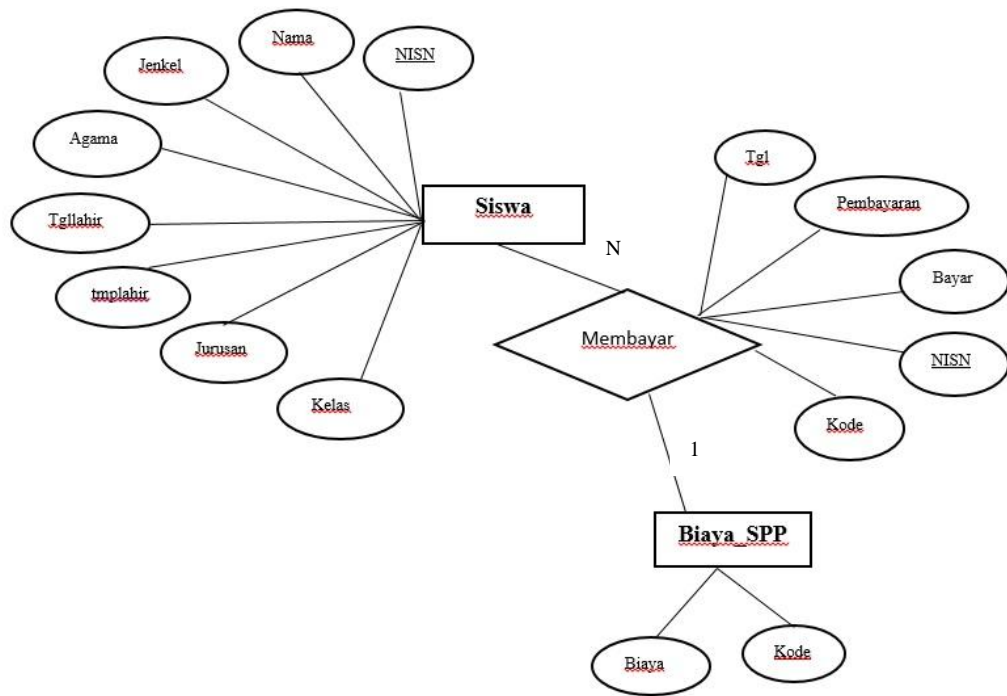 Nama
NISN
Jenkel
Agama
Tgllahir
tmplahir
Jurusan
Kelas
Siswa
N
Tgl
Pembayaran
Bayar
NISN
Kode
Membayar
1
Biaya_SPP
Biaya
Kode